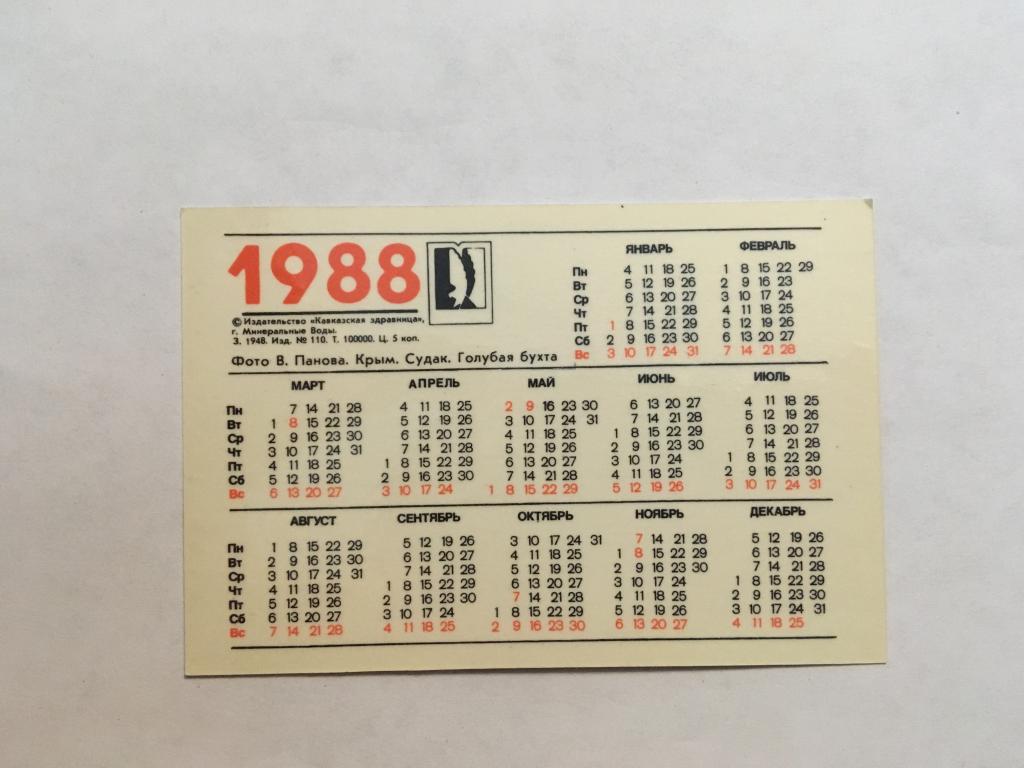 1988
© Издательство «Кавказская здравница»,
г. Минеральные Воды.
З. 1948. Изд. № 110. Т. 100000. Ц. 5 коп.
Фото В. Панова. Крым. Судак. Голубая бухта
ЯНВАРЬ ФЕВРАЛЬ
Пн 4 11 18 25 1 8 15 22 29
Вт 5 12 19 26 2 9 16 23
Ср 6 13 20 27 3 10 17 24
Чт 7 14 21 28 4 11 18 25
Пт 1 8 15 22 29 5 12 19 26
Сб 2 9 16 23 30 6 13 20 27
Вс 3 10 17 24 31 7 14 21 28
МАРТ АПРЕЛЬ МАЙ ИЮНЬ ИЮЛЬ
Пн 7 14 21 28 4 11 18 25 2 9 16 23 30 6 13 20 27 4 11 18 25
Вт 1 8 15 22 29 5 12 19 26 3 10 17 24 31 7 14 21 28 5 12 19 26
Ср 2 9 16 23 30 6 13 20 27 4 11 18 25 1 8 15 22 29 6 13 20 27
Чт 3 10 17 24 31 7 14 21 28 5 12 19 26 2 9 16 23 30 7 14 21 28
Пт 4 11 18 25 1 8 15 22 29 6 13 20 27 3 10 17 24 1 8 15 22 29
Сб 5 12 19 26 2 9 16 23 30 7 14 21 28 4 11 18 25 2 9 16 23 30
Вс 6 13 20 27 3 10 17 24 1 8 15 22 29 5 12 19 26 3 10 17 24 31
АВГУСТ СЕНТЯБРЬ ОКТЯБРЬ НОЯБРЬ ДЕКАБРЬ
Пн 1 8 15 22 29 5 12 19 26 3 10 17 24 31 7 14 21 28 5 12 19 26
Вт 2 9 16 23 30 6 13 20 27 4 11 18 25 1 8 15 22 29 6 13 20 27
Ср 3 10 17 24 31 7 14 21 28 5 12 19 26 2 9 16 23 30 7 14 21 28
Чт 4 11 18 25 1 8 15 22 29 6 13 20 27 3 10 17 24 1 8 15 22 29
Пт 5 12 19 26 2 9 16 23 30 7 14 21 28 4 11 18 25 2 9 16 23 30
Сб 6 13 20 27 3 10 17 24 1 8 15 22 29 5 12 19 26 3 10 17 24 31
Вс 7 14 21 28 4 11 18 25 2 9 16 23 30 6 13 20 27 4 11 18 25